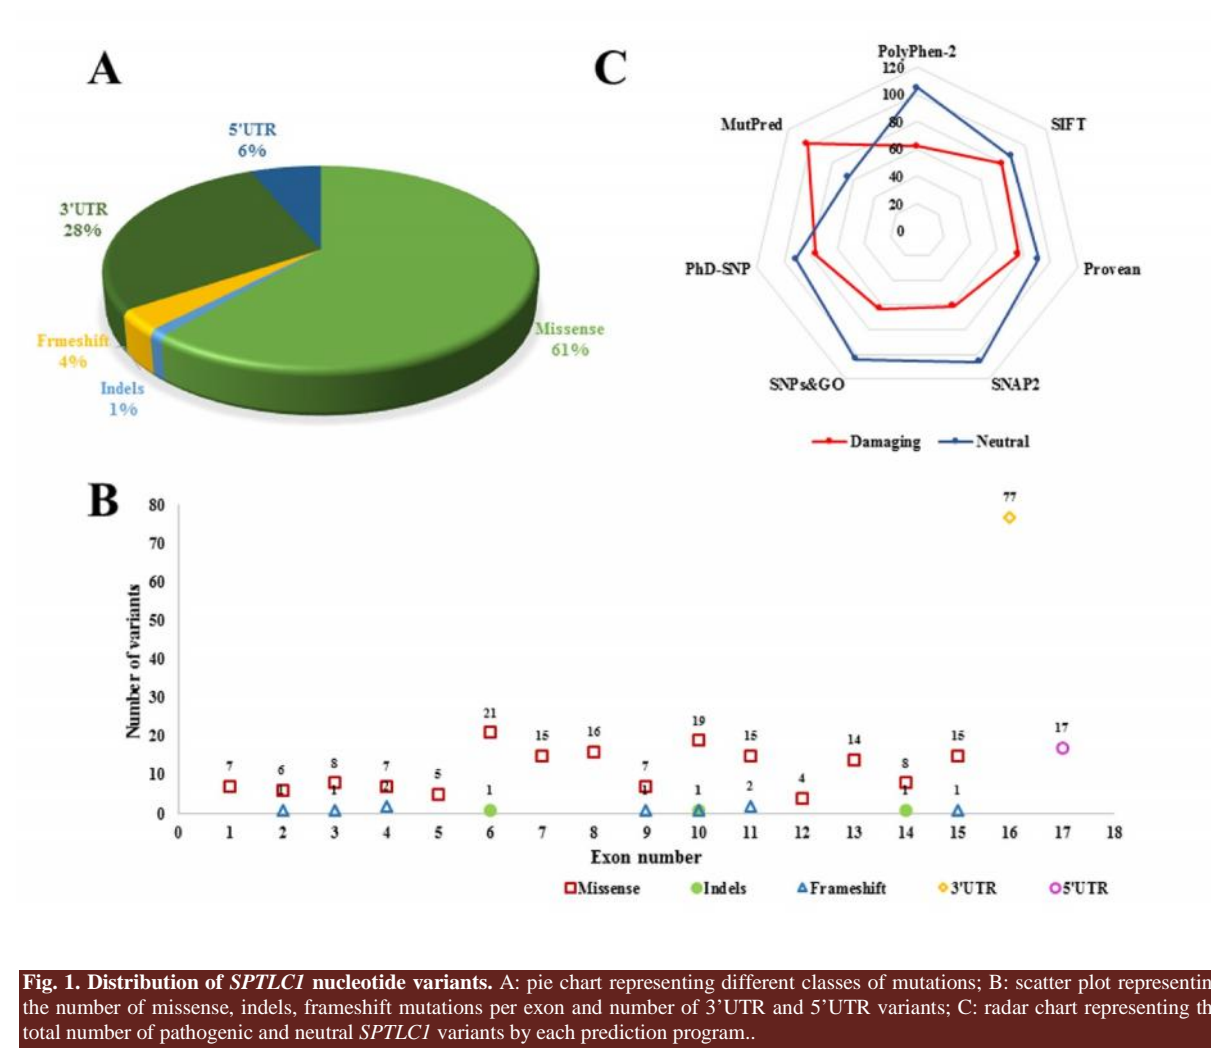 A
5'UTR
6%
3'UTR
28%
Frmeshift
4%
Indels
1%
Missense
61%
C
PolyPhen-2
120
100
80
60
40
20
0
MutPred
SIFT
PhD-SNP
Provean
SNPs&GO
SNAP2
Damaging
Neutral
B
Number of variants
80
70
60
50
40
30
20
10
0
77
7
6
8
7
5
21
15
16
7
19
15
4
14
8
15
17
1
1
2
1
1
1
2
1
1
0 1 2 3 4 5 6 7 8 9 10 11 12 13 14 15 16 17 18
Exon number
Missense Indels Frameshift 3'UTR 5'UTR
Fig. 1. Distribution of SPTLC1 nucleotide variants. A: pie chart representing different classes of mutations; B: scatter plot representin
the number of missense, indels, frameshift mutations per exon and number of 3’UTR and 5’UTR variants; C: radar chart representing th
total number of pathogenic and neutral SPTLC1 variants by each prediction program..